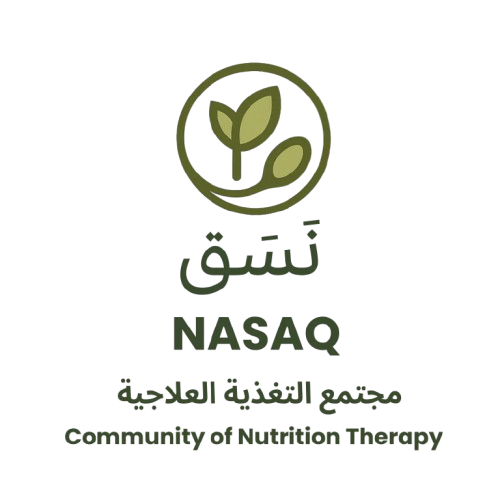 نَسَق
NASAQ
مجتمع التغذية العلاجية
Community of Nutrition Therapy